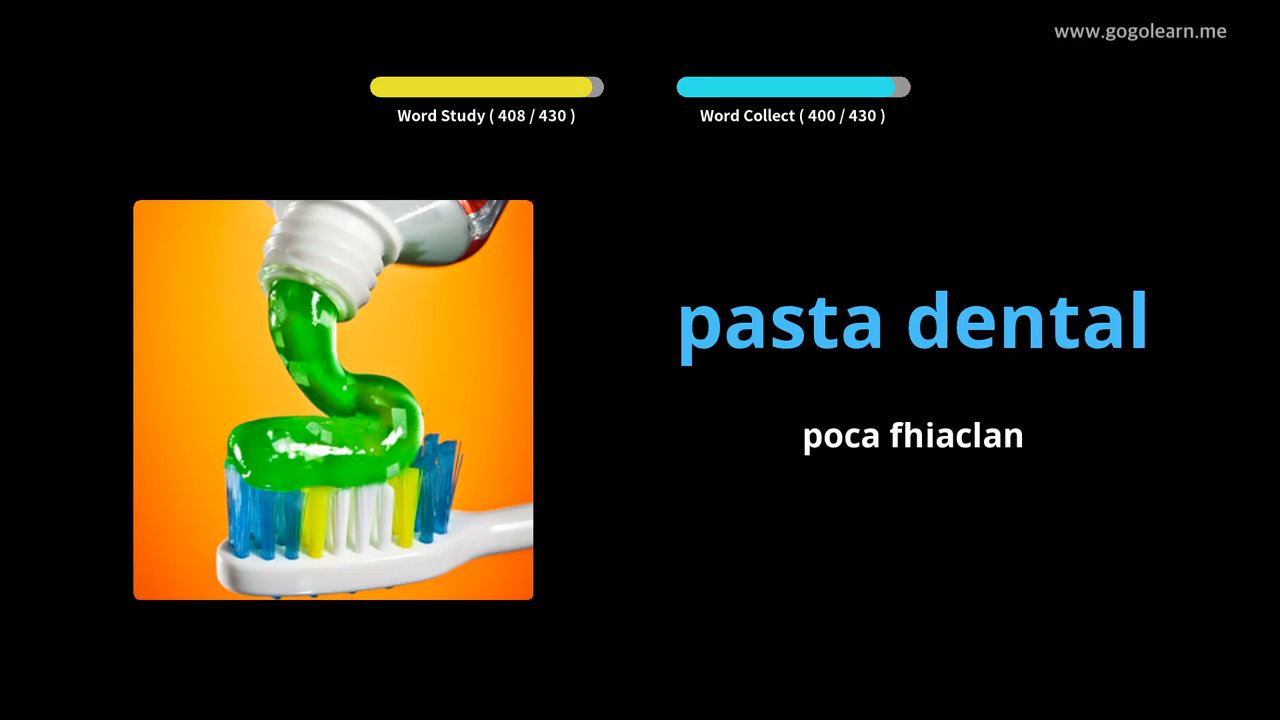 www.gogolearn.me
Word Study ( 408 / 430 )
Word Collect ( 400 / 430 )
pasta dental
poca fhiaclan